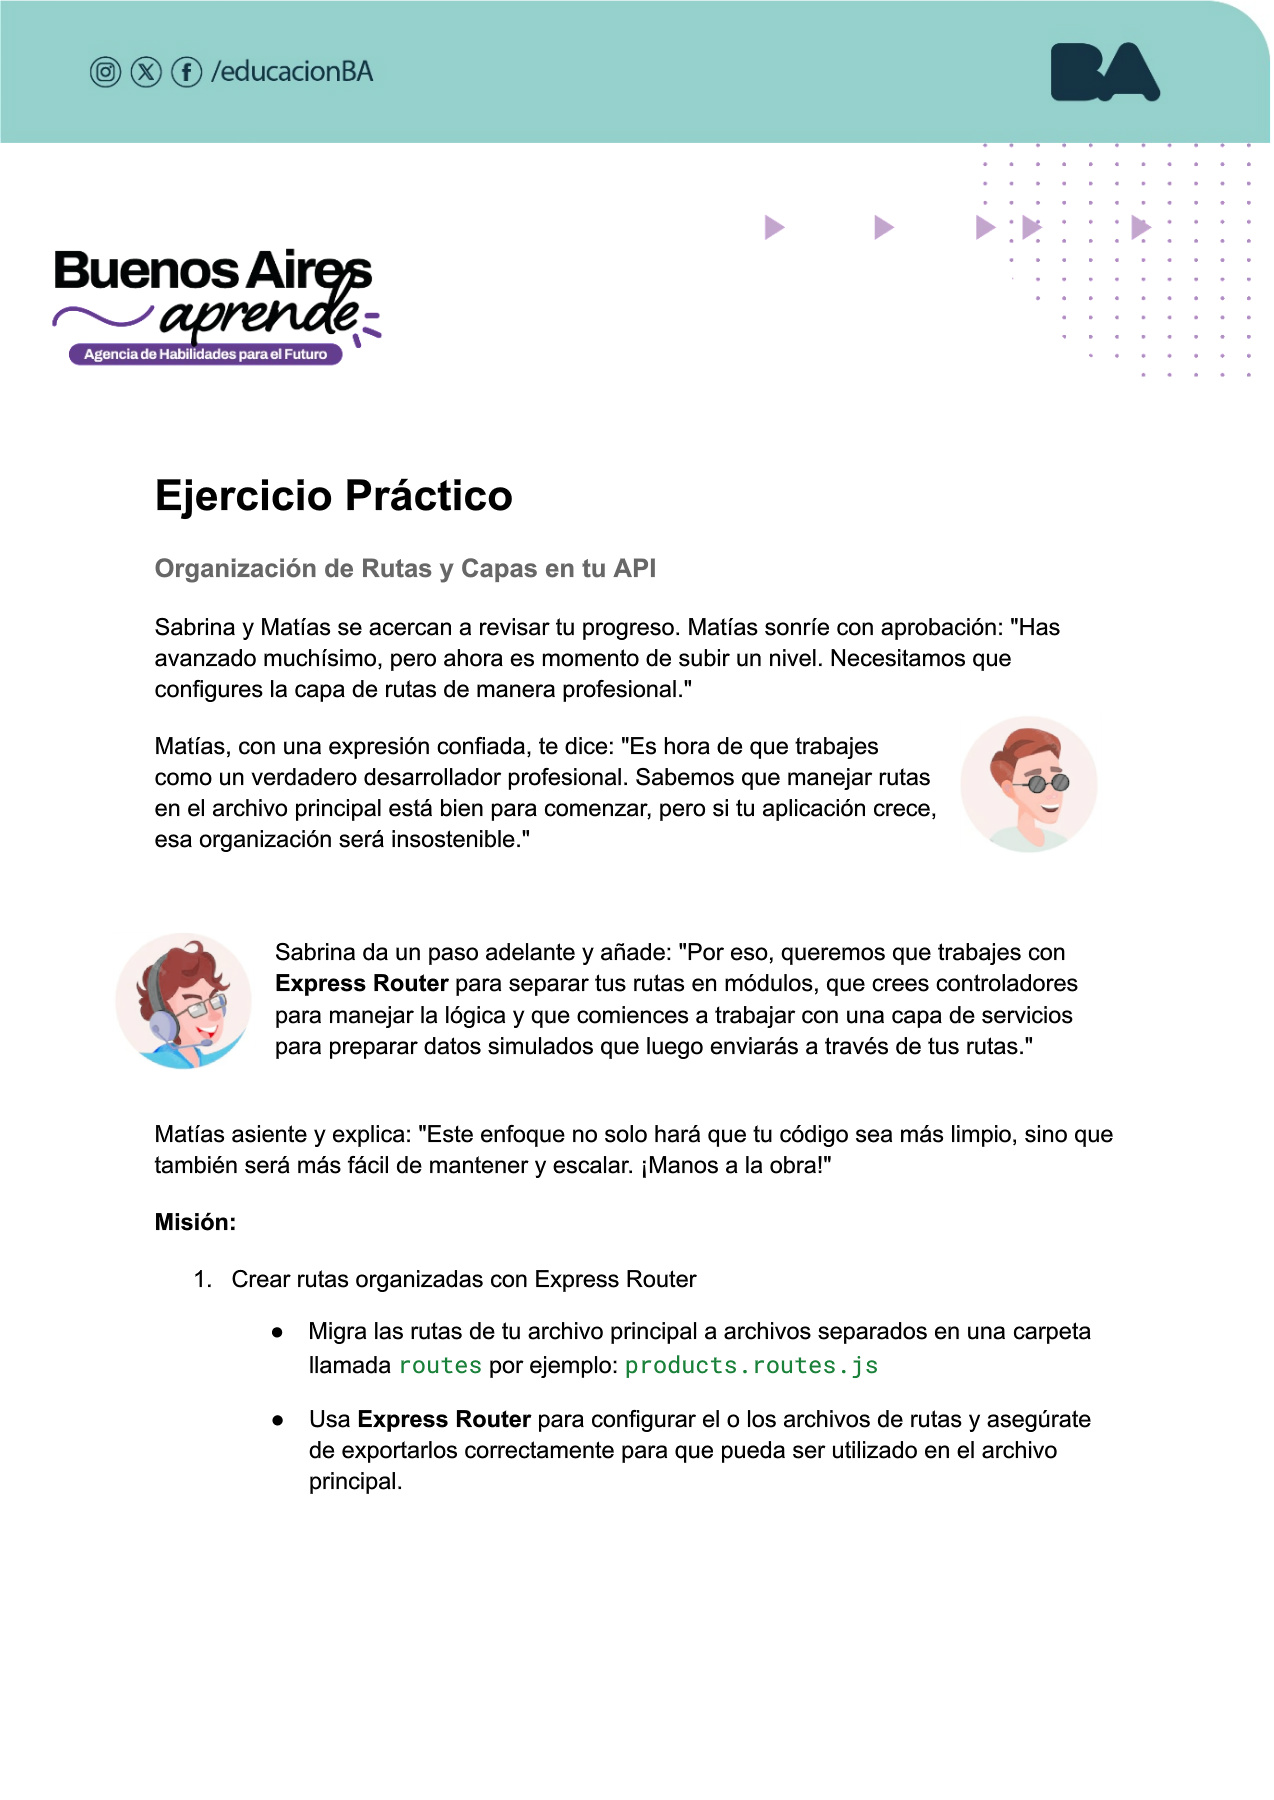 /educacionBA
BA
Buenos Aires
aprende
Agencia de Habilidades para el Futuro
Ejercicio Práctico
Organización de Rutas y Capas en tu API
Sabrina y Matías se acercan a revisar tu progreso. Matías sonríe con aprobación: "Has
avanzado muchísimo, pero ahora es momento de subir un nivel. Necesitamos que
configures la capa de rutas de manera profesional."
Matías, con una expresión confiada, te dice: "Es hora de que trabajes
como un verdadero desarrollador profesional. Sabemos que manejar rutas
en el archivo principal está bien para comenzar, pero si tu aplicación crece,
esa organización será insostenible."
Sabrina da un paso adelante y añade: "Por eso, queremos que trabajes con
Express Router para separar tus rutas en módulos, que crees controladores
para manejar la lógica y que comiences a trabajar con una capa de servicios
para preparar datos simulados que luego enviarás a través de tus rutas."
Matías asiente y explica: "Este enfoque no solo hará que tu código sea más limpio, sino que
también será más fácil de mantener y escalar. ¡Manos a la obra!"
Misión:
1. Crear rutas organizadas con Express Router
● Migra las rutas de tu archivo principal a archivos separados en una carpeta
llamada routes por ejemplo: products.routes.js
● Usa Express Router para configurar el o los archivos de rutas y asegúrate
de exportarlos correctamente para que pueda ser utilizado en el archivo
principal.